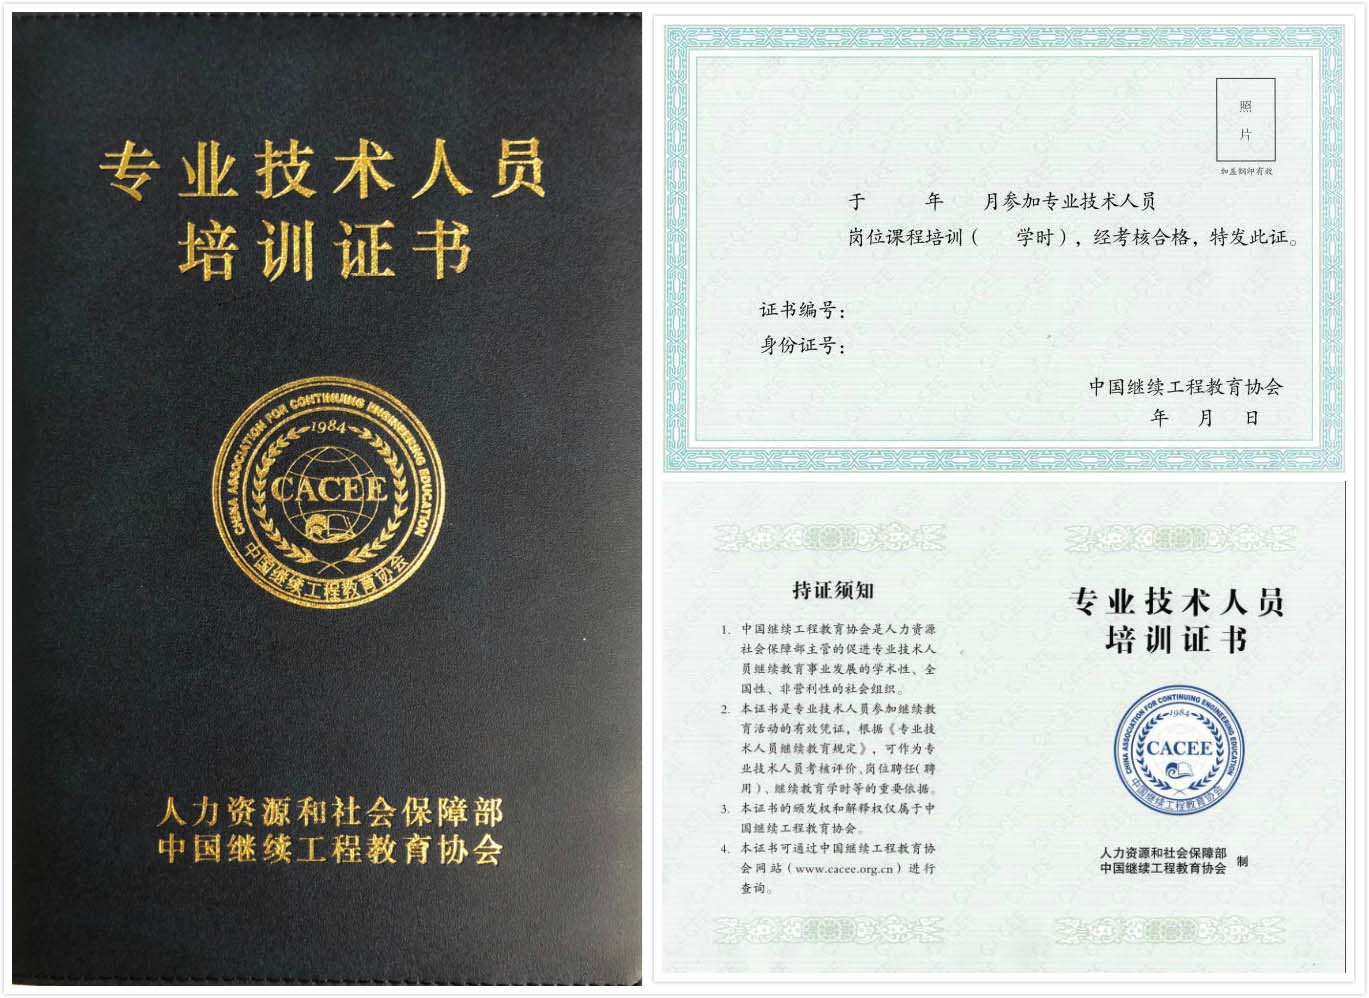 专业技术人员
培训证书
CHINA ASSOCIATION FOR CONTINUING ENGINEERING EDUCATION
1984
CACEE
中国继续工程教育协会
人力资源和社会保障部
中国继续工程教育协会
照
片
加盖钢印有效
于 年 月参加专业技术人员
岗位课程培训（ 学时），经考核合格，特发此证。
证书编号：
身份证号：
中国继续工程教育协会
年 月 日
持证须知
1. 中国继续工程教育协会是人力资源
社会保障部主管的促进专业技术人
员继续教育事业发展的学术性、全
国性、非营利性的社会组织。
2. 本证书是专业技术人员参加继续教
育活动的有效凭证，根据《专业技
术人员继续教育规定》，可作为专
业技术人员考核评价、岗位聘任（聘
用）、继续教育学时等的重要依据。
3. 本证书的颁发权和解释权仅属于中
国继续工程教育协会。
4. 本证书可通过中国继续工程教育协
会网站（www.cacee.org.cn）进行
查询。
专业技术人员
培训证书
CHINA ASSOCIATION FOR CONTINUING ENGINEERING EDUCATION
1984
CACEE
中国继续工程教育协会
人力资源和社会保障部
中国继续工程教育协会 制